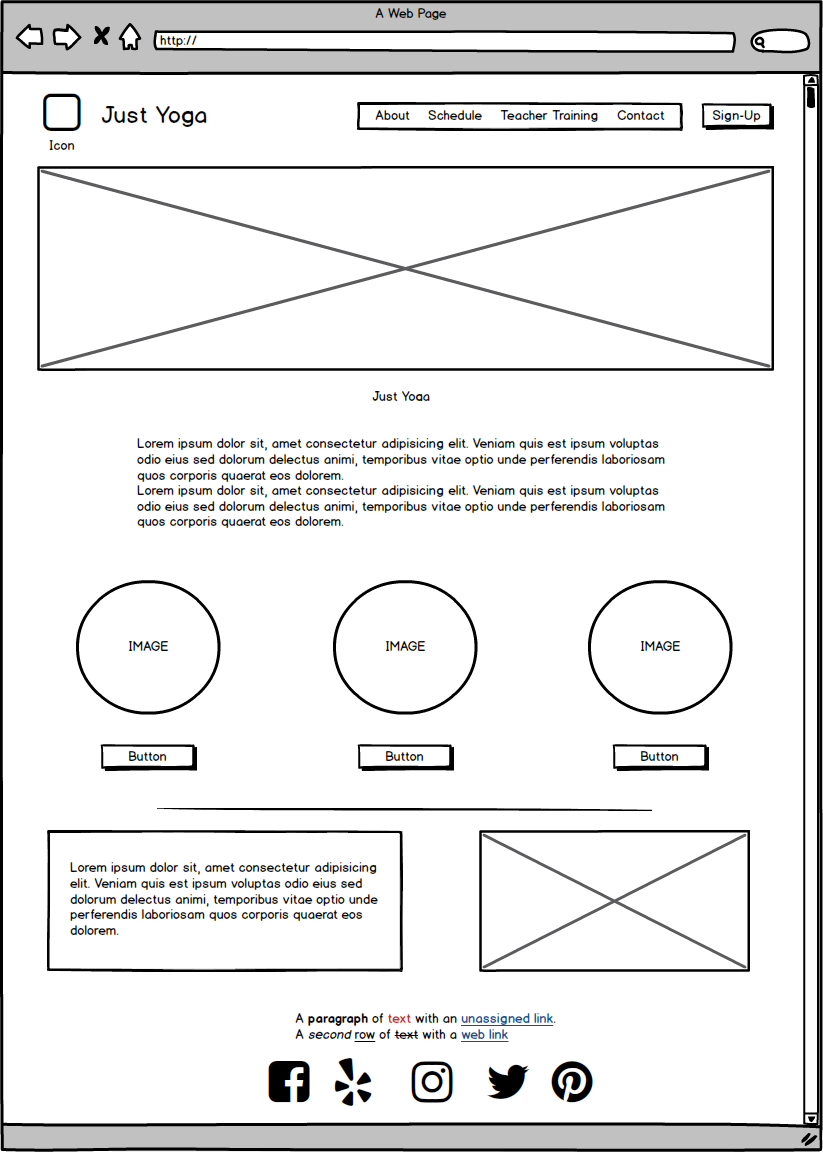 A Web Page
http://
Just Yoga
About Schedule Teacher Training Contact
Sign-Up
Icon
Just Yoga
Lorem ipsum dolor sit, amet consectetur adipisicing elit. Veniam quis est ipsum voluptas
odio eius sed dolorum delectus animi, temporibus vitae optio unde perferendis laboriosam
quos corporis quaerat eos dolorem.
Lorem ipsum dolor sit, amet consectetur adipisicing elit. Veniam quis est ipsum voluptas
odio eius sed dolorum delectus animi, temporibus vitae optio unde perferendis laboriosam
quos corporis quaerat eos dolorem.
IMAGE IMAGE IMAGE
Button Button Button
Lorem ipsum dolor sit, amet consectetur adipisicing
elit. Veniam quis est ipsum voluptas odio eius sed
dolorum delectus animi, temporibus vitae optio unde
perferendis laboriosam quos corporis quaerat eos
dolorem.
A paragraph of text with an unassigned link.
A second row of text with a web link